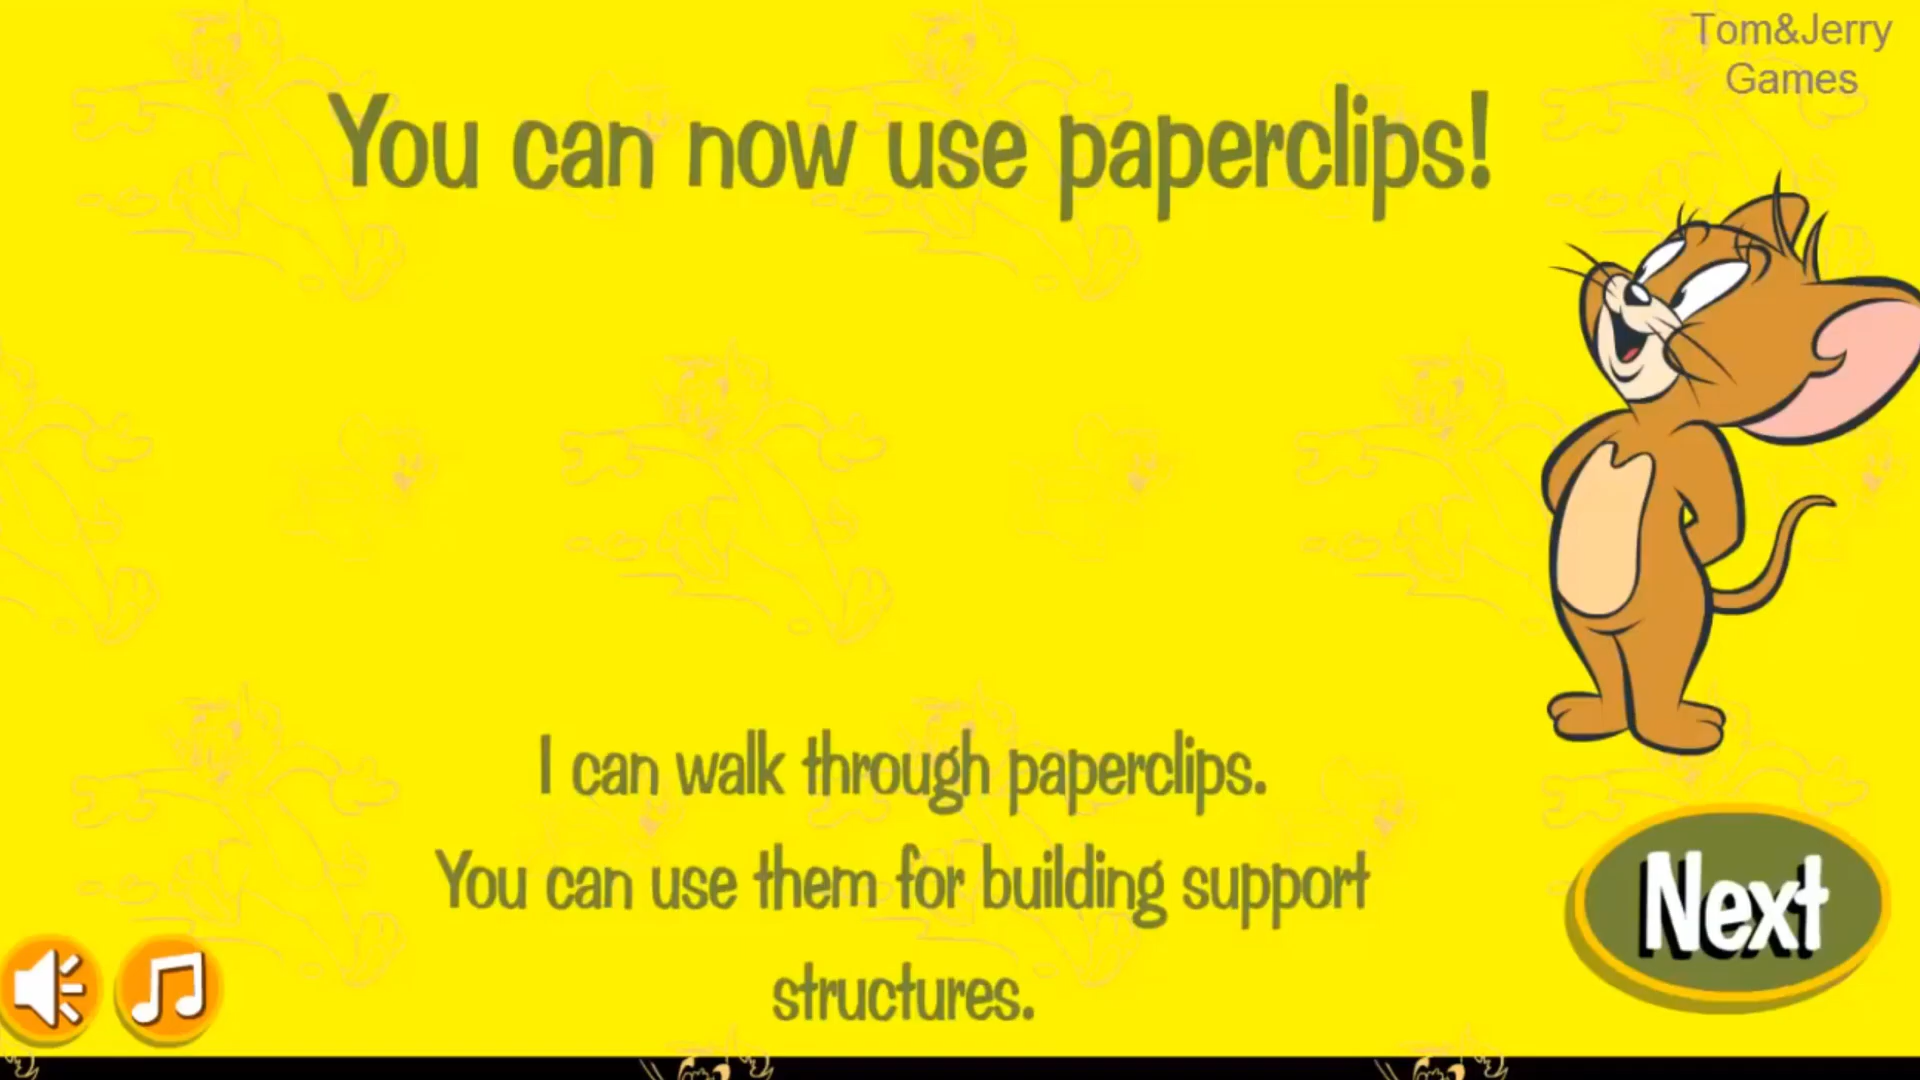 Tom&Jerry
Games
You can now use paperclips!
I can walk through paperclips.
You can use them for building support
structures.
Next